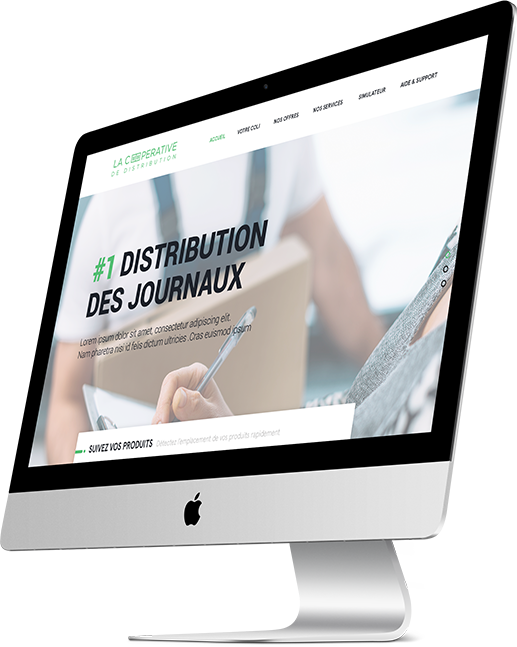 LA COOPERATIVE
DE DISTRIBUTION
ACCUEIL VOTRE COLI NOS OFFRES NOS SERVICES SIMULATEUR AIDE & SUPPORT
#1 DISTRIBUTION
DES JOURNAUX
Lorem ipsum dolor sit amet, consectetur adipiscing elit.
Nam pharetra nisi id felis dictum ultricies .Cras euismod ipsum
SUIVEZ VOS PRODUITS Détectez l'emplacement de vos produits rapidement